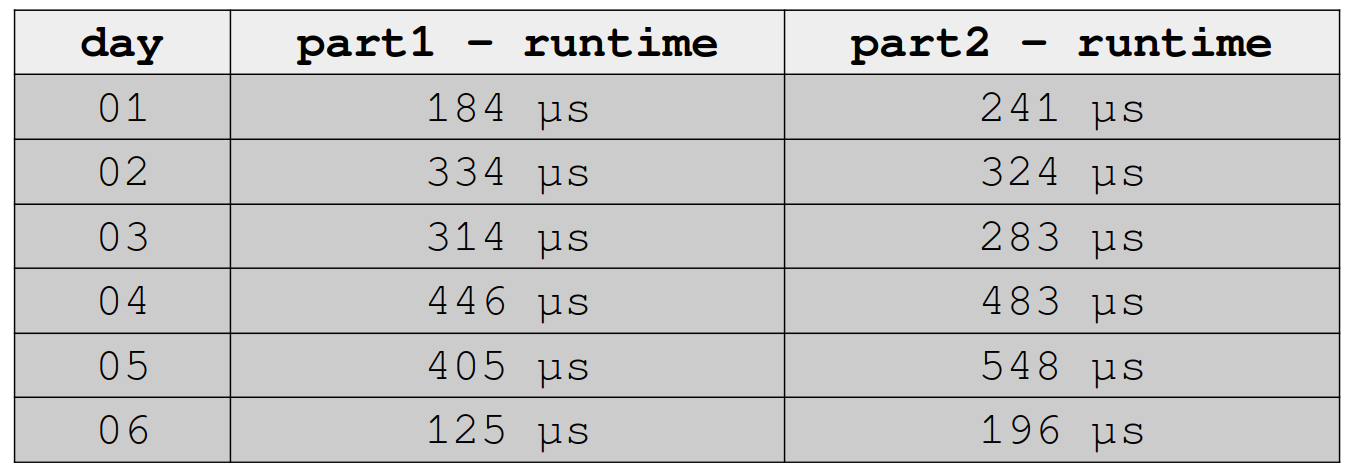 day part1 – runtime part2 – runtime
01 184 µs 241 µs
02 334 µs 324 µs
03 314 µs 283 µs
04 446 µs 483 µs
05 405 µs 548 µs
06 125 µs 196 µs